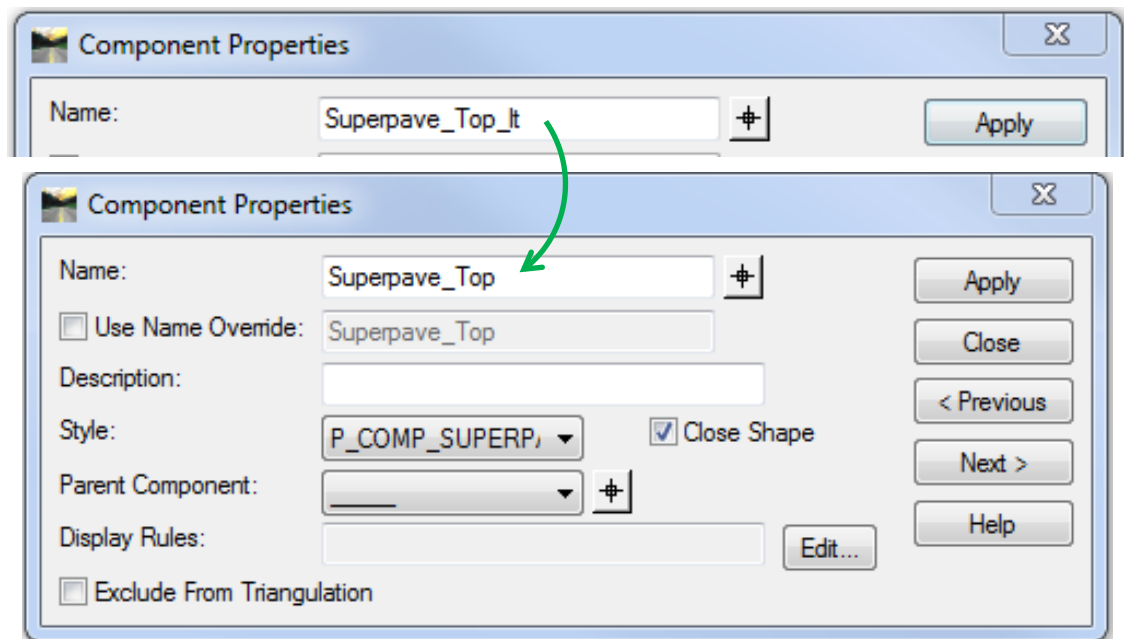 Component Properties
Name: Superpave_Top_lt Apply
Component Properties
Name: Superpave_Top Apply
Use Name Override: Superpave_Top
Close
Description:
< Previous
Style: P_COMP_SUPERP Close Shape
Next >
Parent Component: _____
Help
Display Rules: Edit...
Exclude From Triangulation